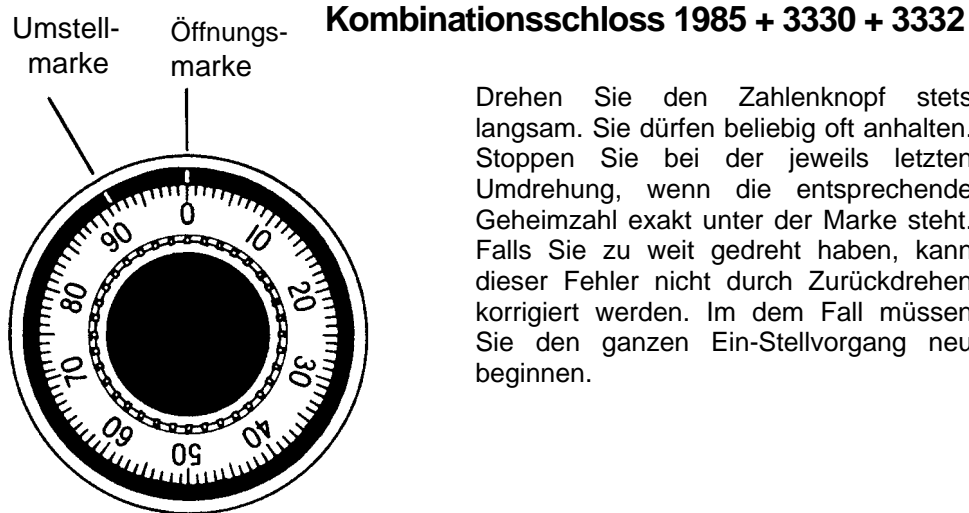 Kombinationsschloss 1985 + 3330 + 3332
Umstell-
marke
Öffnungs-
marke
Drehen Sie den Zahlenknopf stets
langsam. Sie dürfen beliebig oft anhalten.
Stoppen Sie bei der jeweils letzten
Umdrehung, wenn die entsprechende
Geheimzahl exakt unter der Marke steht.
Falls Sie zu weit gedreht haben, kann
dieser Fehler nicht durch Zurückdrehen
korrigiert werden. Im dem Fall müssen
Sie den ganzen Ein-Stellvorgang neu
beginnen.
0
10
20
30
40
50
60
70
80
90